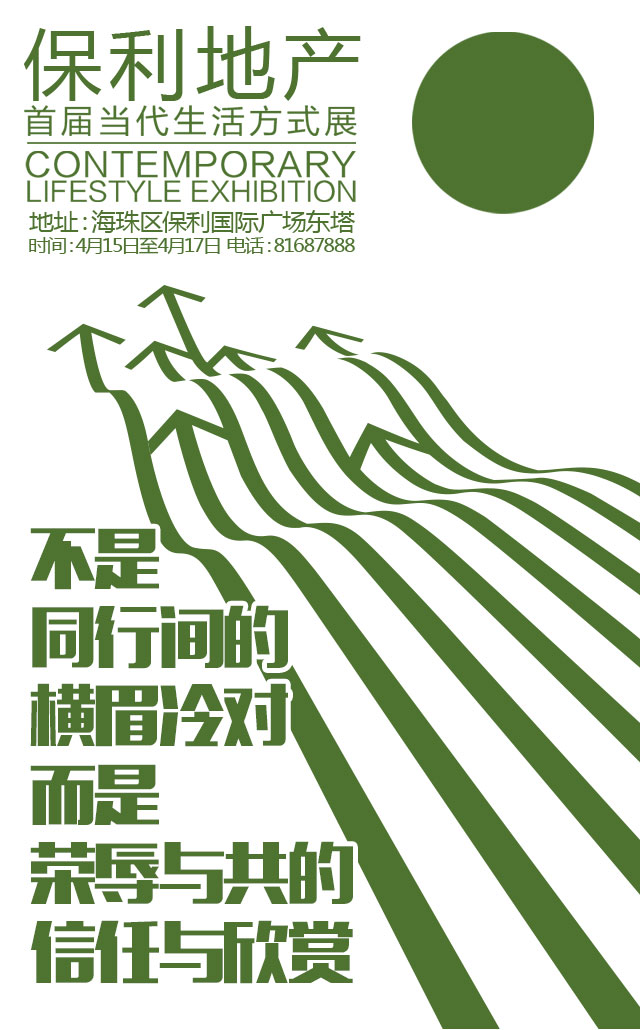 保利地产
首届当代生活方式展
CONTEMPORARY
LIFESTYLE EXHIBITION
地址:海珠区保利国际广场东塔
时间:4月15日至4月17日 电话:81687888
不是
同行间的
横眉冷对
而是
荣辱与共的
信任与欣赏